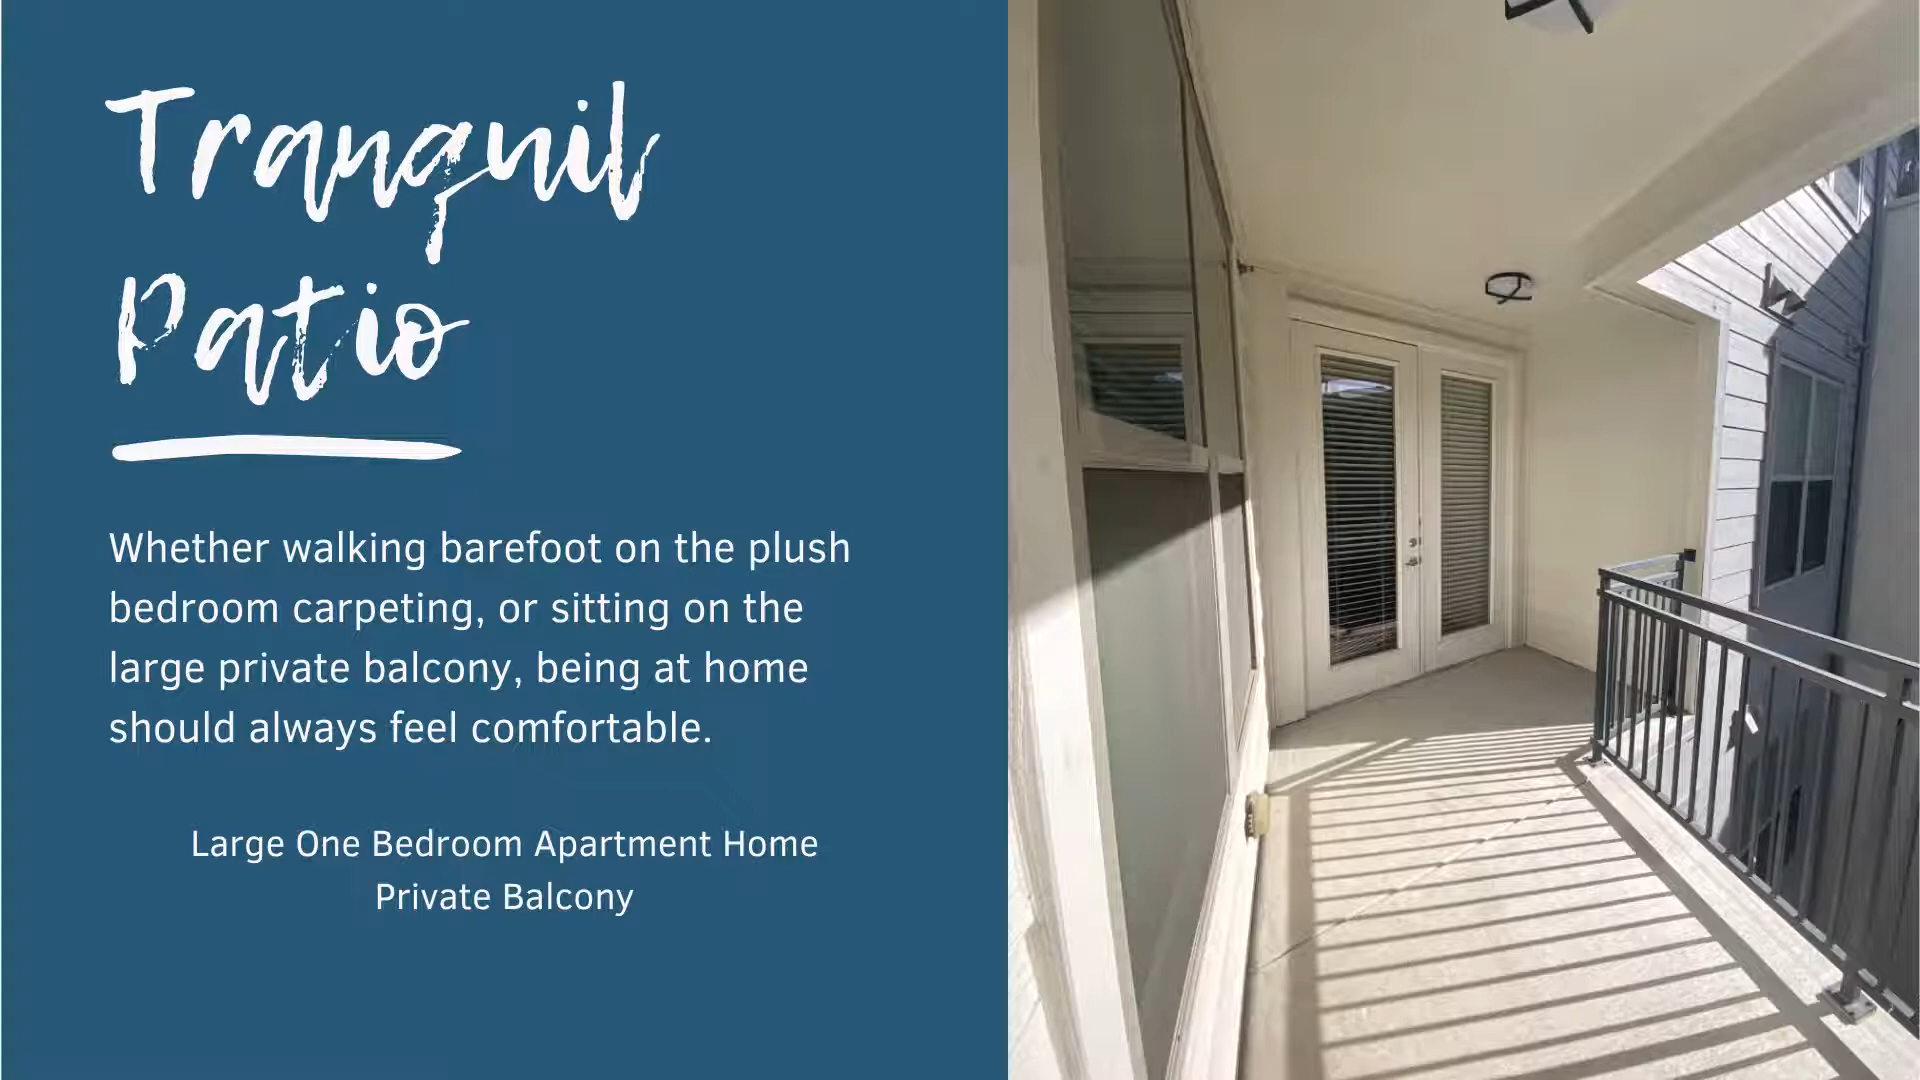 Tranquil
Patio
Whether walking barefoot on the plush
bedroom carpeting, or sitting on the
large private balcony, being at home
should always feel comfortable.
Large One Bedroom Apartment Home
Private Balcony